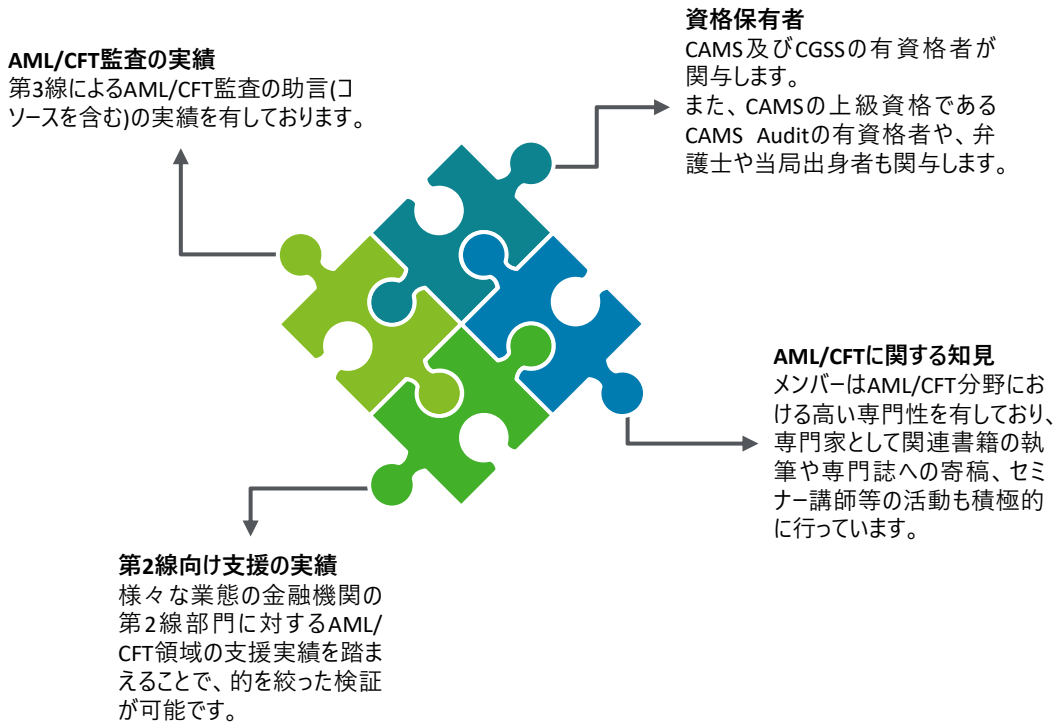 AML/CFT監査の実績
第3線によるAML/CFT監査の助言(コ
ソースを含む)の実績を有しております。
資格保有者
CAMS及びCGSSの有資格者が
関与します。
また、CAMSの上級資格である
CAMS Auditの有資格者や、弁
護士や当局出身者も関与します。
AML/CFTに関する知見
メンバーはAML/CFT分野にお
ける高い専門性を有しており、
専門家として関連書籍の執
筆や専門誌への寄稿、セミ
ナー講師等の活動も積極的
に行っています。
第2線向け支援の実績
様々な業態の金融機関の
第2線部門に対するAML/
CFT領域の支援実績を踏ま
えることで、的を絞った検証
が可能です。